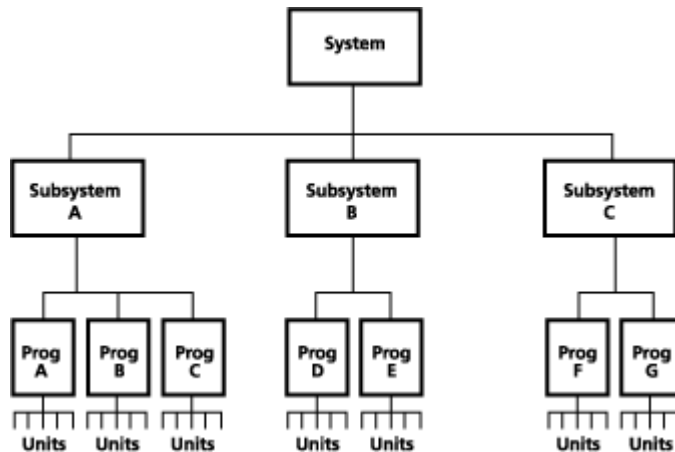 System
Subsystem
A
Subsystem
B
Subsystem
C
Prog
A
Prog
B
Prog
C
Prog
D
Prog
E
Prog
F
Prog
G
Units
Units
Units
Units
Units
Units
Units